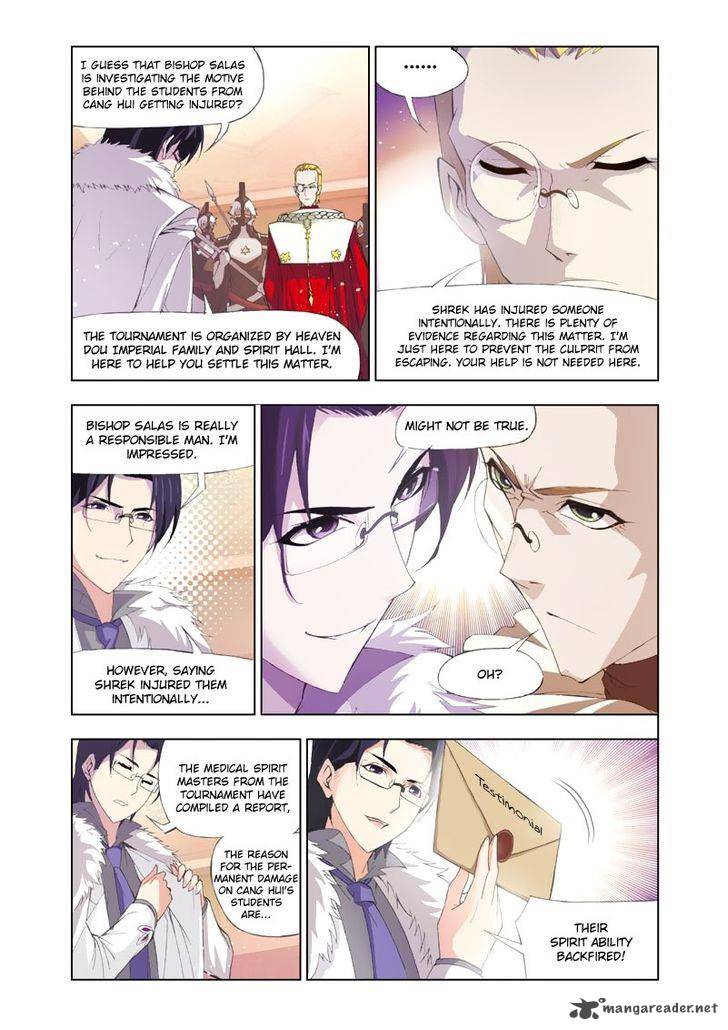 I GUESS THAT BISHOP SALAS
IS INVESTIGATING THE MOTIVE
BEHIND THE STUDENTS FROM
CANG HUI GETTING INJURED?
THE TOURNAMENT IS ORGANIZED BY HEAVEN
DOU IMPERIAL FAMILY AND SPIRIT HALL. I'M
HERE TO HELP YOU SETTLE THIS MATTER.
......
SHREK HAS INJURED SOMEONE
INTENTIONALLY. THERE IS PLENTY OF
EVIDENCE REGARDING THIS MATTER. I'M
JUST HERE TO PREVENT THE CULPRIT FROM
ESCAPING. YOUR HELP IS NOT NEEDED HERE.
BISHOP SALAS IS REALLY
A RESPONSIBLE MAN. I'M
IMPRESSED.
HOWEVER, SAYING
SHREK INJURED THEM
INTENTIONALLY...
MIGHT NOT BE TRUE.
OH?
THE MEDICAL SPIRIT
MASTERS FROM THE
TOURNAMENT HAVE
COMPILED A REPORT,
THE REASON
FOR THE PER-
MANENT DAMAGE
ON CANG HUI'S
STUDENTS
ARE...
Testimonial
THEIR
SPIRIT ABILITY
BACKFIRED!
mangareader.net